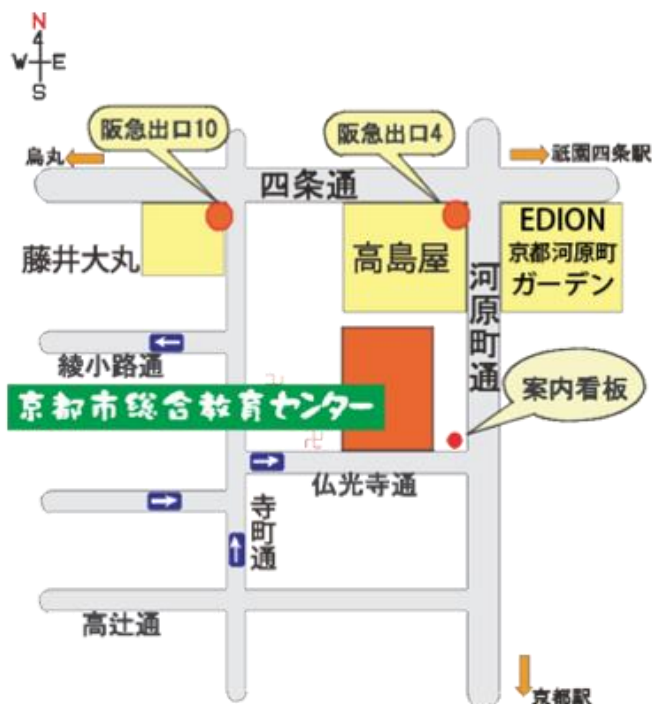 N
W E
S
阪急出口10
阪急出口4
烏丸
祇園四条駅
四条通
藤井大丸
高島屋
EDION
京都河原町
ガーデン
河原町通
綾小路通
案内看板
京都市総合教育センター
卍
卍
仏光寺通
寺町通
高辻通
京都駅